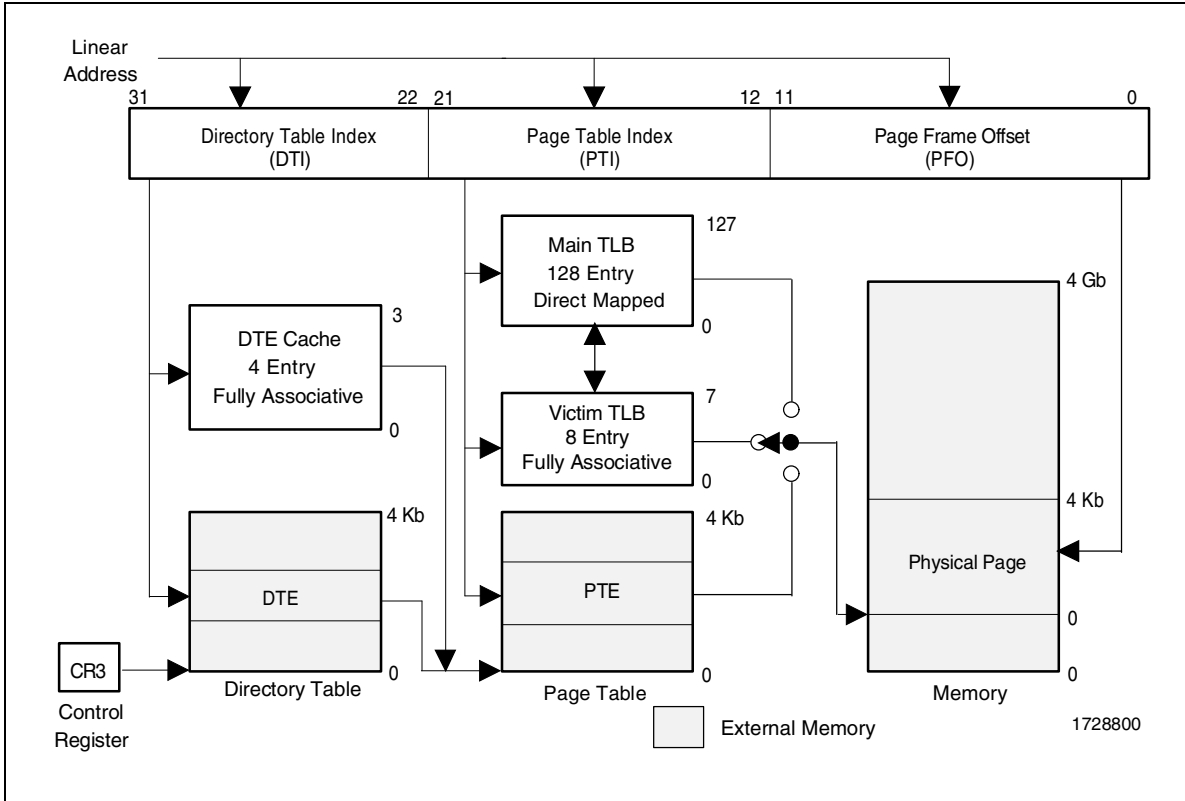 Linear
Address
31
22
21
12
11
0
Directory Table Index
(DTI)
Page Table Index
(PTI)
Page Frame Offset
(PFO)
Main TLB
128 Entry
Direct Mapped
127
0
DTE Cache
4 Entry
Fully Associative
3
0
Victim TLB
8 Entry
Fully Associative
7
0
4 Gb
4 Kb
Physical Page
0
0
Memory
4 Kb
DTE
0
Directory Table
4 Kb
PTE
0
Page Table
CR3
Control
Register
External Memory
1728800